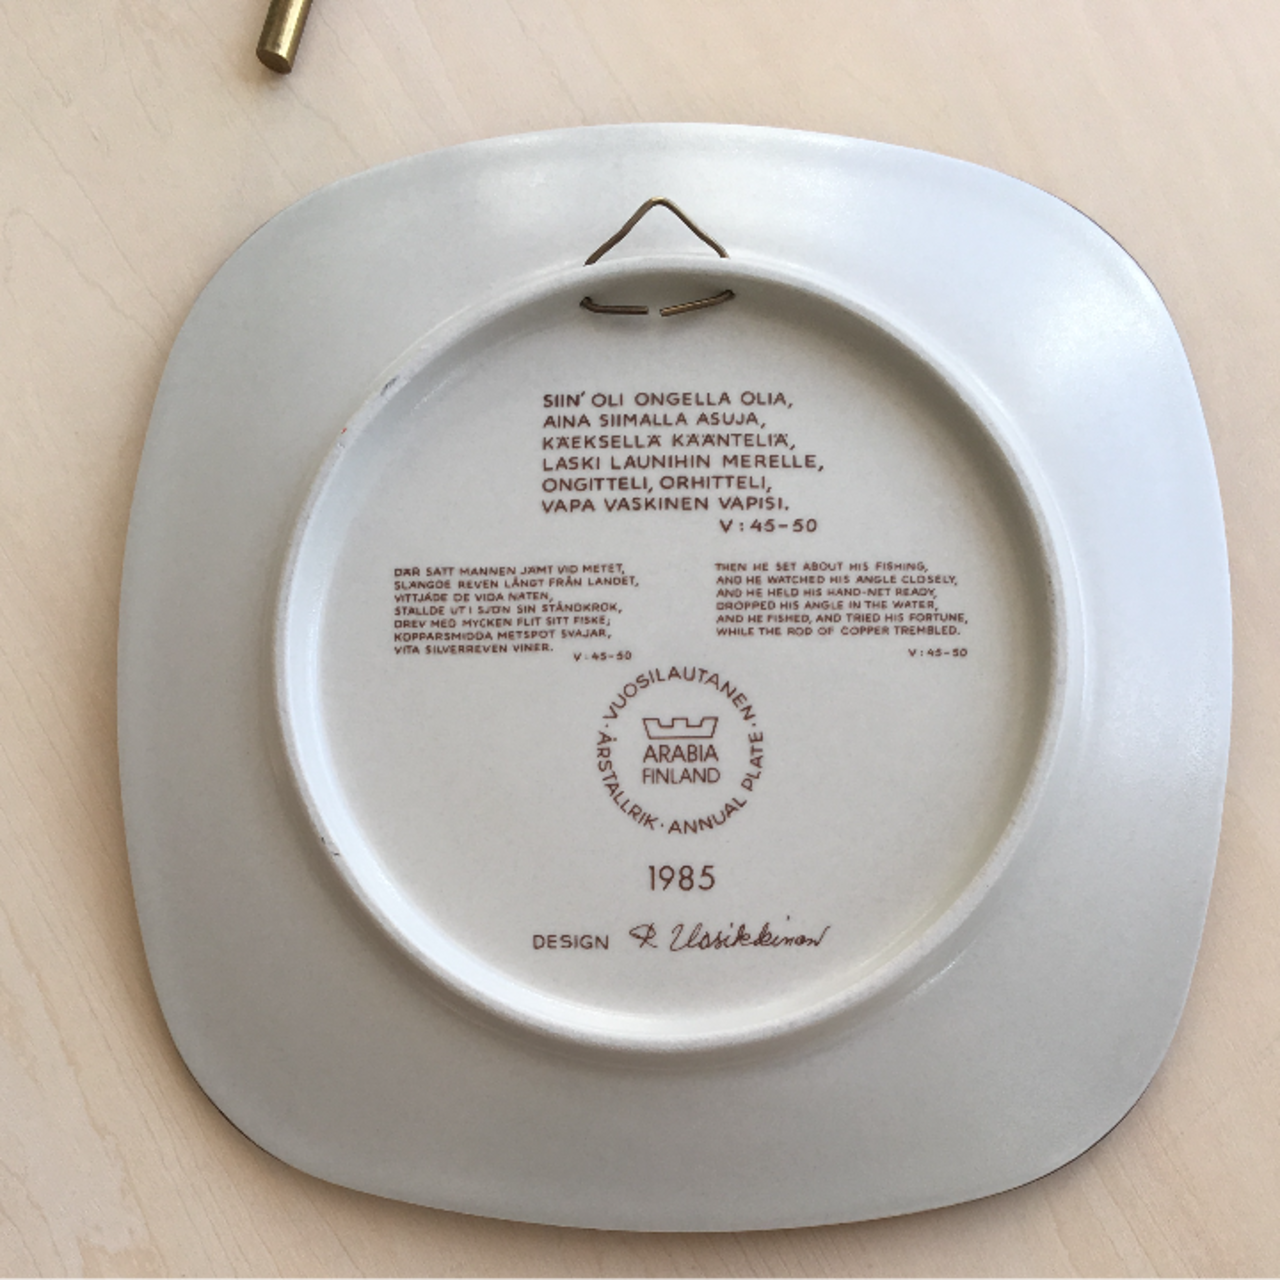 SIIN' OLI ONGELLA OLIA,
AINA SIIMALLA ASUJA,
KÄEKSELLÄ KÄÄNTELIÄ,
LASKI LAUNIHIN MERELLE,
ONGITTELI, ORHITTELI,
VAPA VASKINEN VAPISI.
V : 45-50
DÄR SATT MANNEN JÄMT VID METET,
SLÄNGDE REVEN LÅNGT FRÅN LANDET,
VITTJADE DE VIDA NÄTEN,
STÄLLDE UT I SJÖN SIN STÅNDKROK,
DREV MED MYCKEN FLIT SITT FISKE;
KOPPARSMIDDA METSPÖT SVAJAR,
VITA SILVERREVEN VINER.
V : 45-50
THEN HE SET ABOUT HIS FISHING,
AND HE WATCHED HIS ANGLE CLOSELY,
AND HE HELD HIS HAND-NET READY,
DROPPED HIS ANGLE IN THE WATER,
AND HE FISHED, AND TRIED HIS FORTUNE,
WHILE THE ROD OF COPPER TREMBLED.
V : 45-50
· VUOSILAUTANEN · ANNUAL PLATE · ÅRSTALLRIK
ARABIA
FINLAND
1985
DESIGN R Uosikkinen